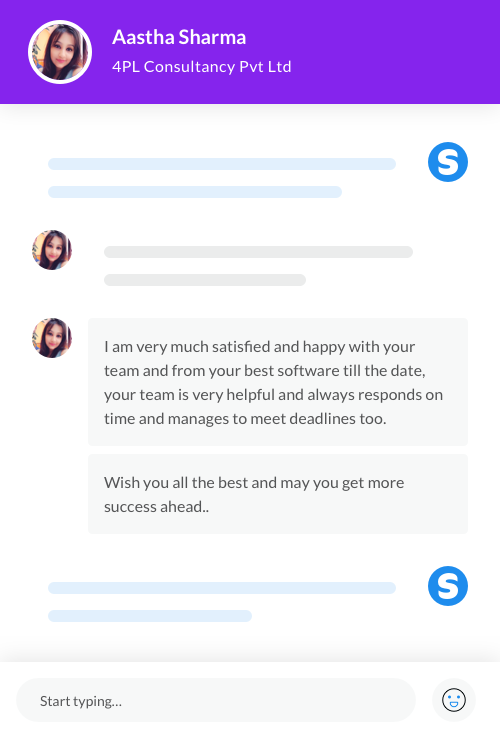 Aastha Sharma
4PL Consultancy Pvt Ltd
S
I am very much satisfied and happy with your
team and from your best software till the date,
your team is very helpful and always responds on
time and manages to meet deadlines too.
Wish you all the best and may you get more
success ahead..
S
Start typing...